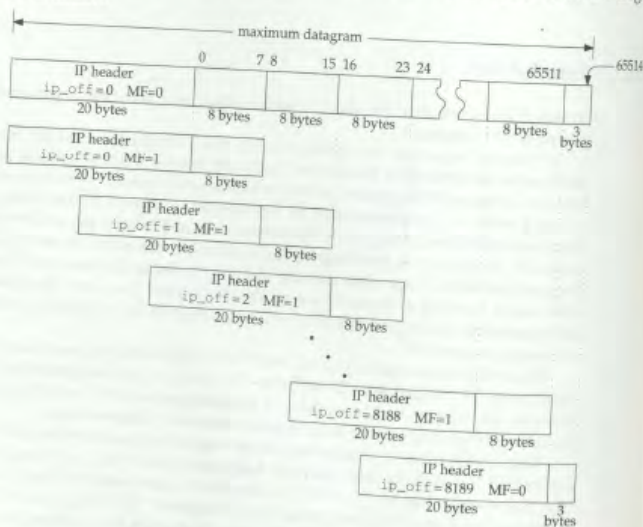 maximum datagram
0 7 8 15 16 23 24 65511 65514
IP header
ip_off=0 MF=0
20 bytes 8 bytes 8 bytes 8 bytes 8 bytes 3 bytes
IP header
ip_off=0 MF=1
20 bytes 8 bytes
IP header
ip_off=1 MF=1
20 bytes 8 bytes
IP header
ip_off=2 MF=1
20 bytes 8 bytes
IP header
ip_off=8188 MF=1
20 bytes 8 bytes
IP header
ip_off=8189 MF=0
20 bytes 3 bytes